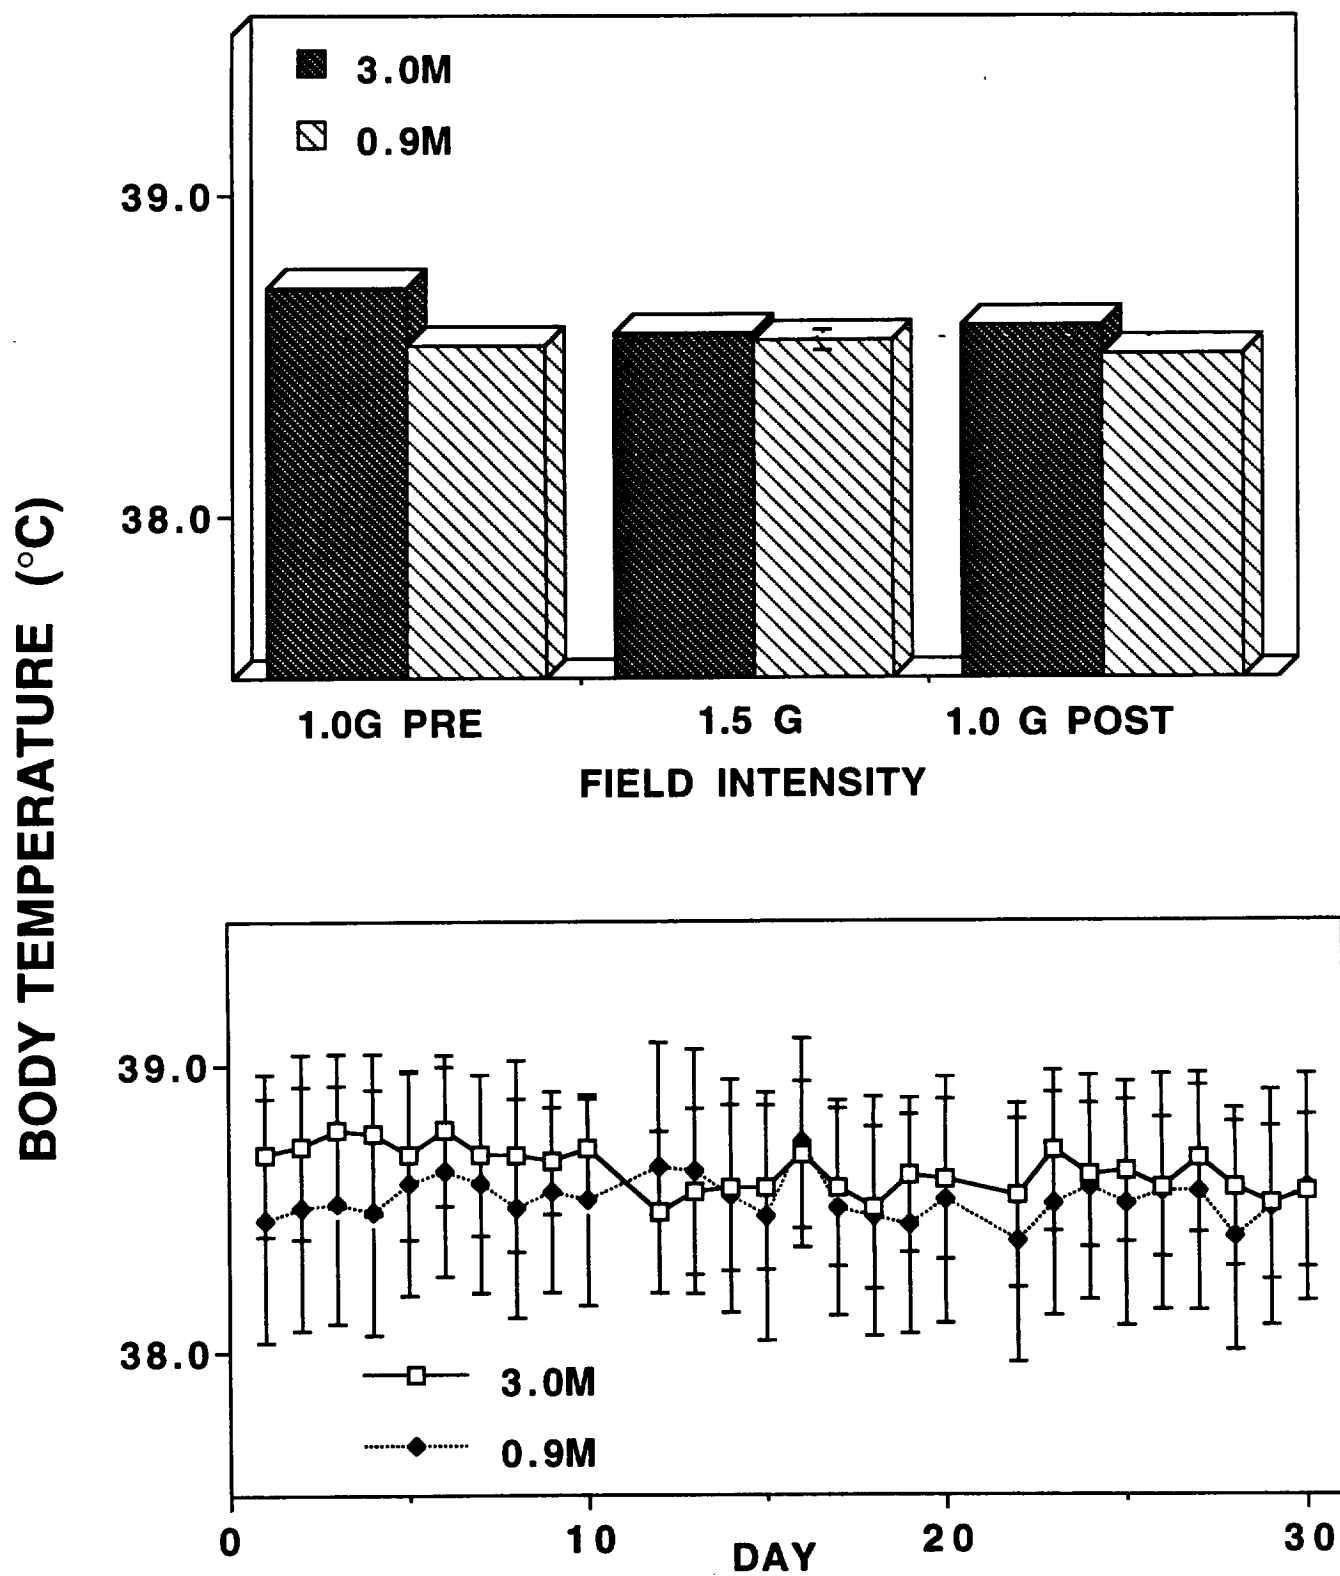 3.0M
0.9M
39.0
38.0
1.0G PRE
1.5 G
1.0 G POST
FIELD INTENSITY
BODY TEMPERATURE (°C)
39.0
38.0
3.0M
0.9M
0
10
20
30
DAY